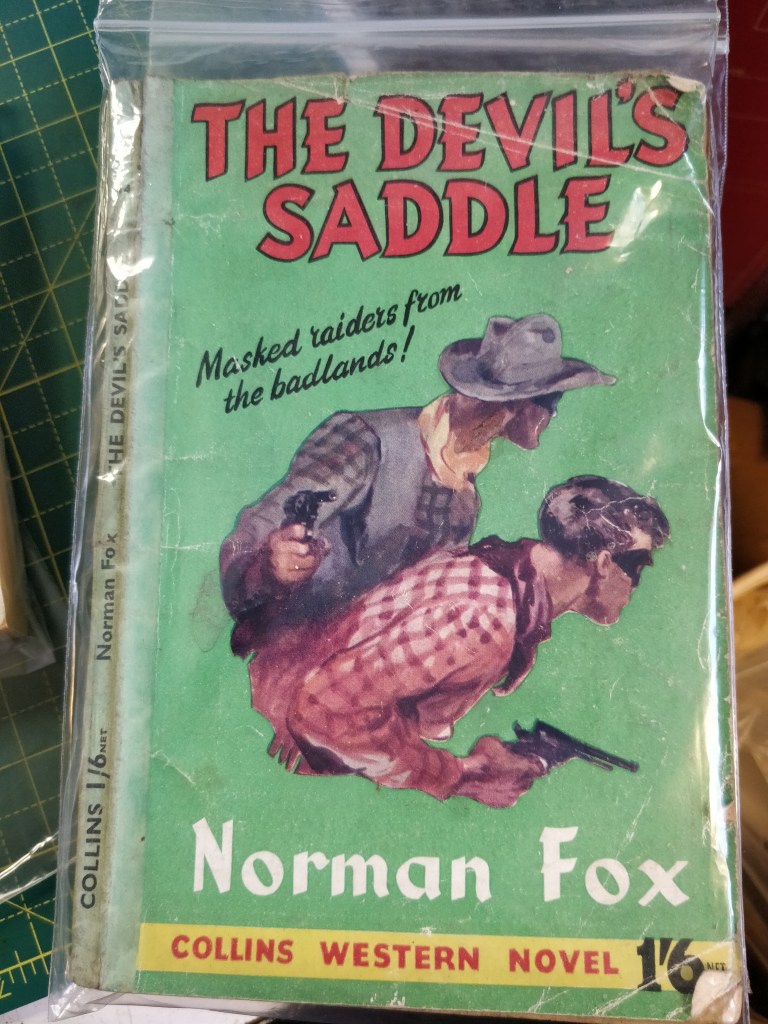 THE DEVIL'S
SADDLE
Masked raiders from
the badlands!
Norman Fox
COLLINS WESTERN NOVEL 1'6 NET
COLLINS 1/6 NET Norman Fox THE DEVIL'S SADDLE